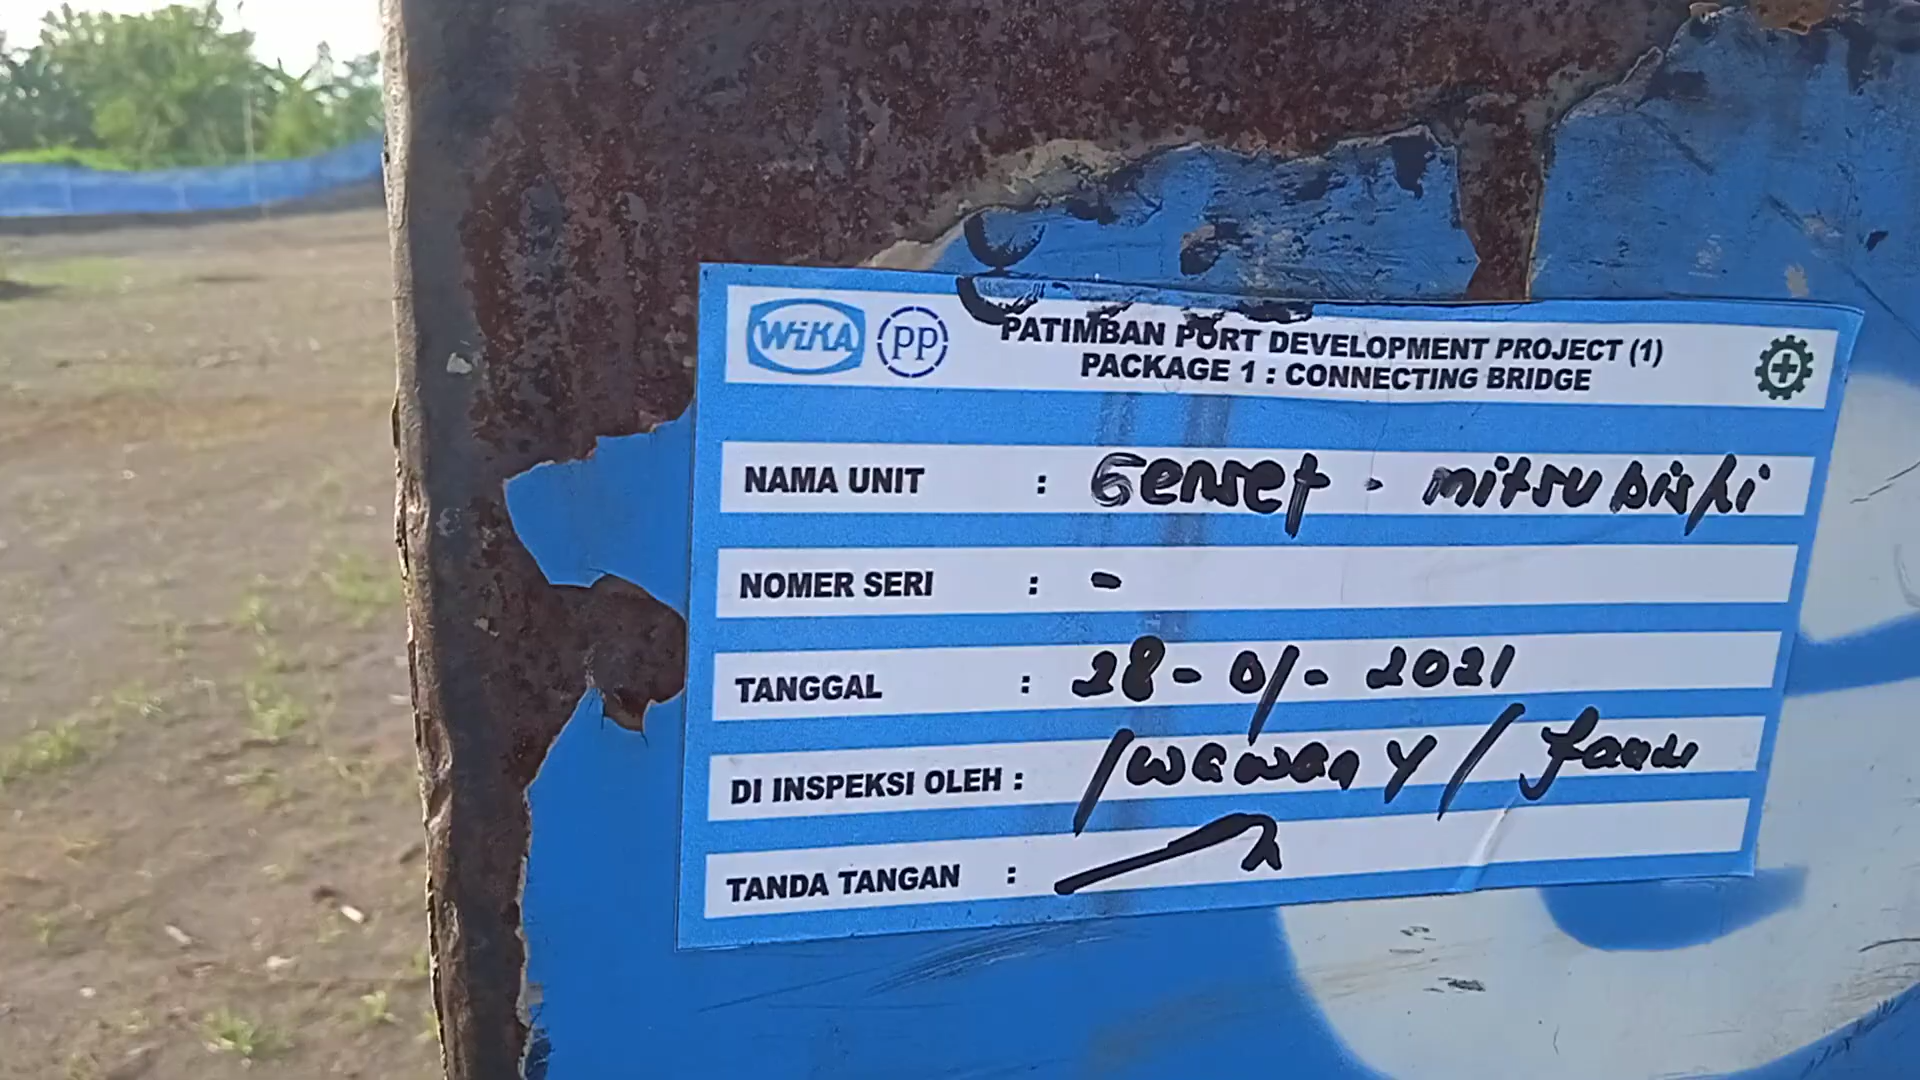 WIKA PP PATIMBAN PORT DEVELOPMENT PROJECT (1)
PACKAGE 1 : CONNECTING BRIDGE
NAMA UNIT : Genset - mitsubishi
NOMER SERI : -
TANGGAL : 28-01-2021
DI INSPEKSI OLEH : Iwawan Y /
TANDA TANGAN :